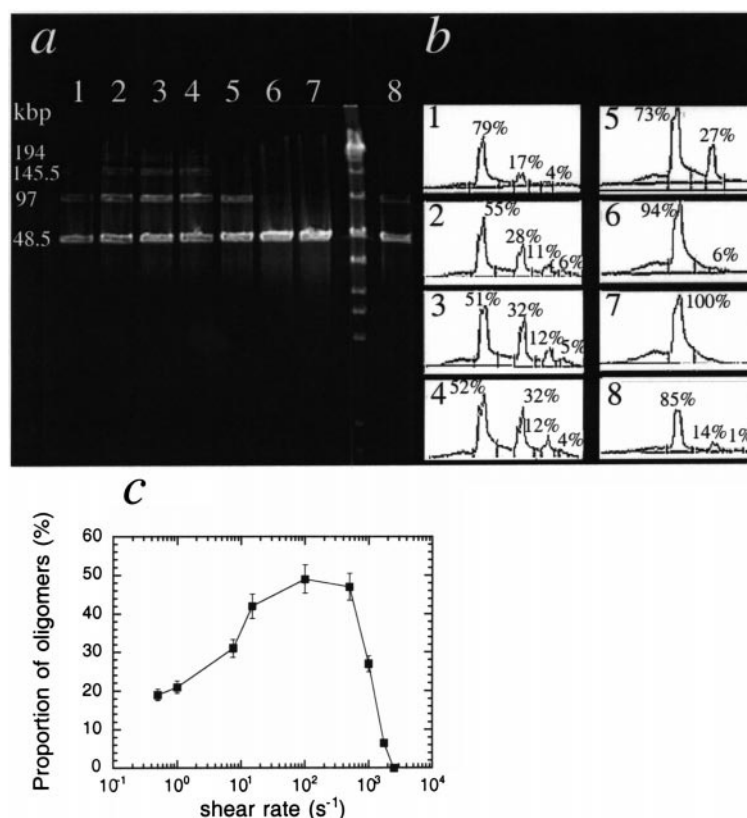 a
1 2 3 4 5 6 7 8
kbp
194
145.5
97
48.5
b
1 79% 17% 4%
2 55% 28% 11% 6%
3 51% 32% 12% 5%
4 52% 32% 12% 4%
5 73% 27%
6 94% 6%
7 100%
8 85% 14% 1%
c
Proportion of oligomers (%)
60
50
40
30
20
10
0
10⁻¹ 10⁰ 10¹ 10² 10³ 10⁴
shear rate (s⁻¹)